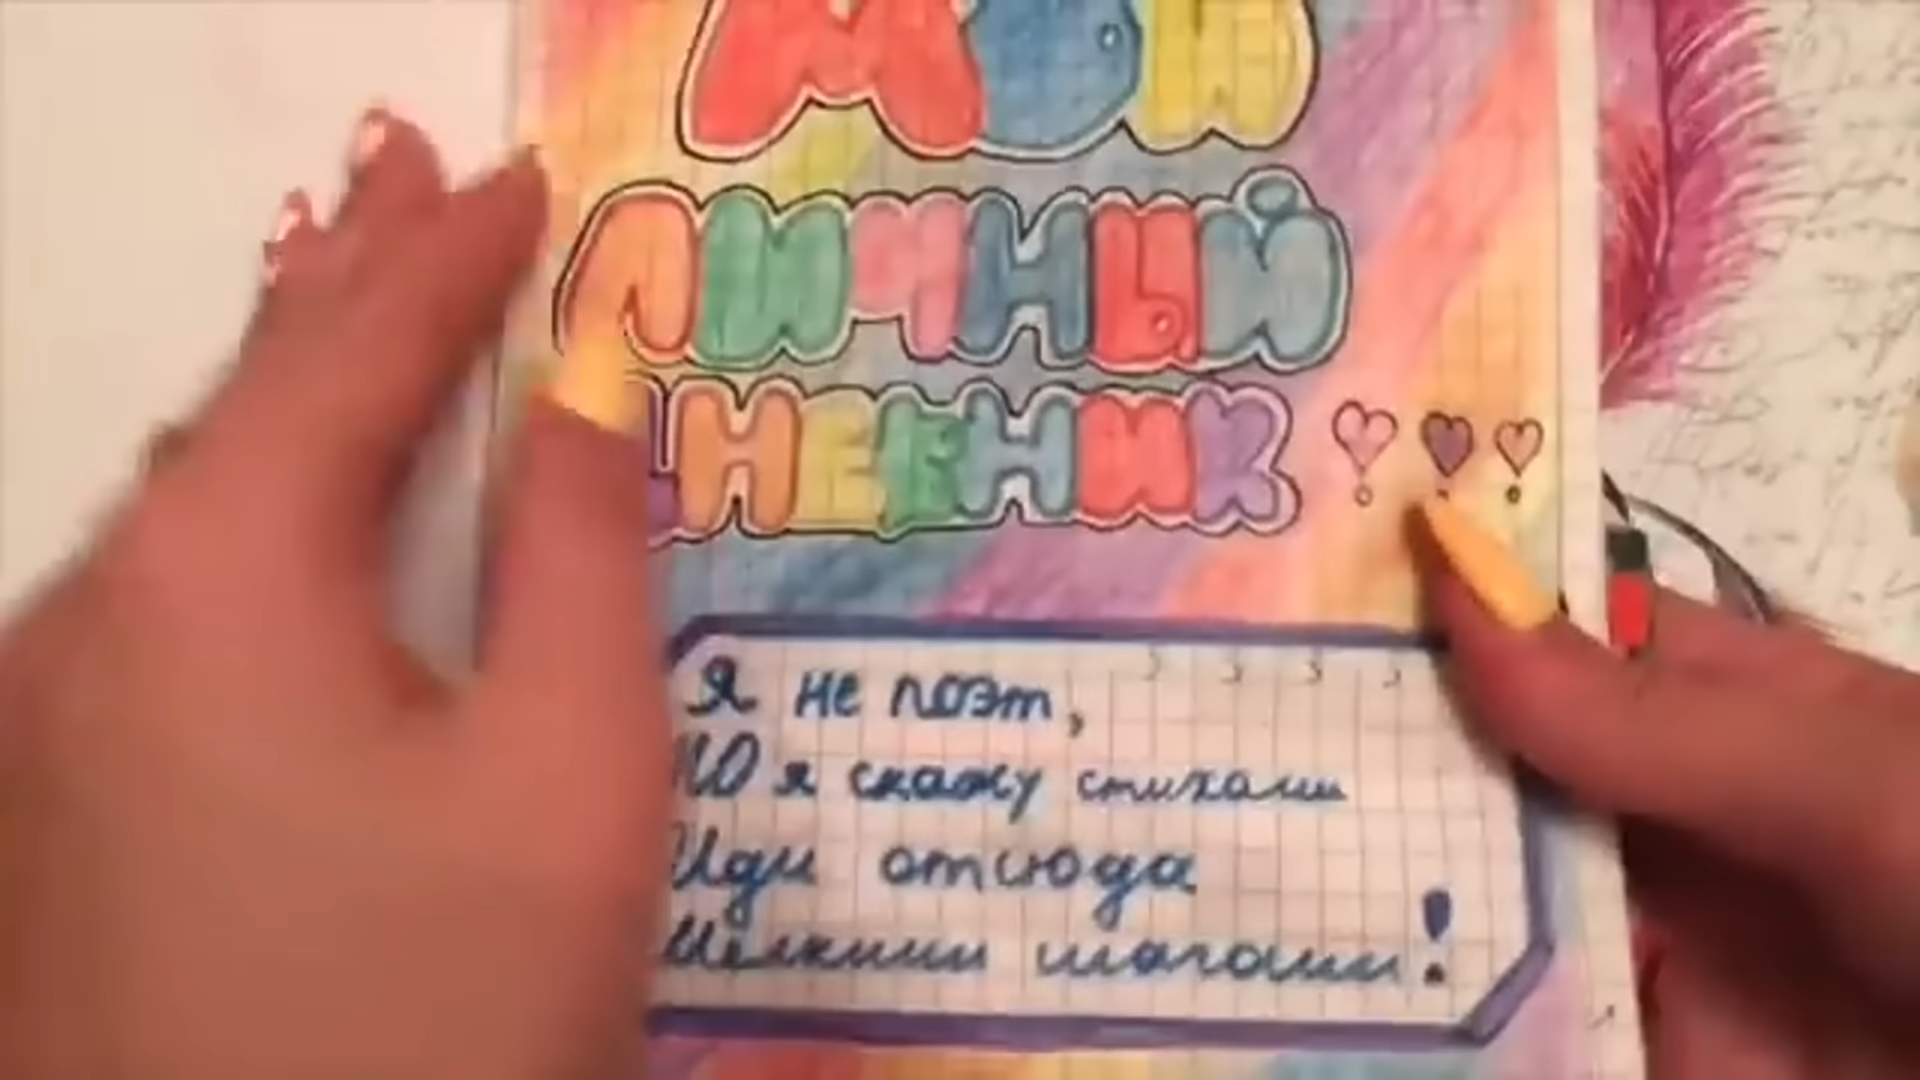 МОЙ
ЛИЧНЫЙ
ДНЕВНИК
Я не поэт,
НО я скажу стихами
Иди отсюда
Мелкими шагами!